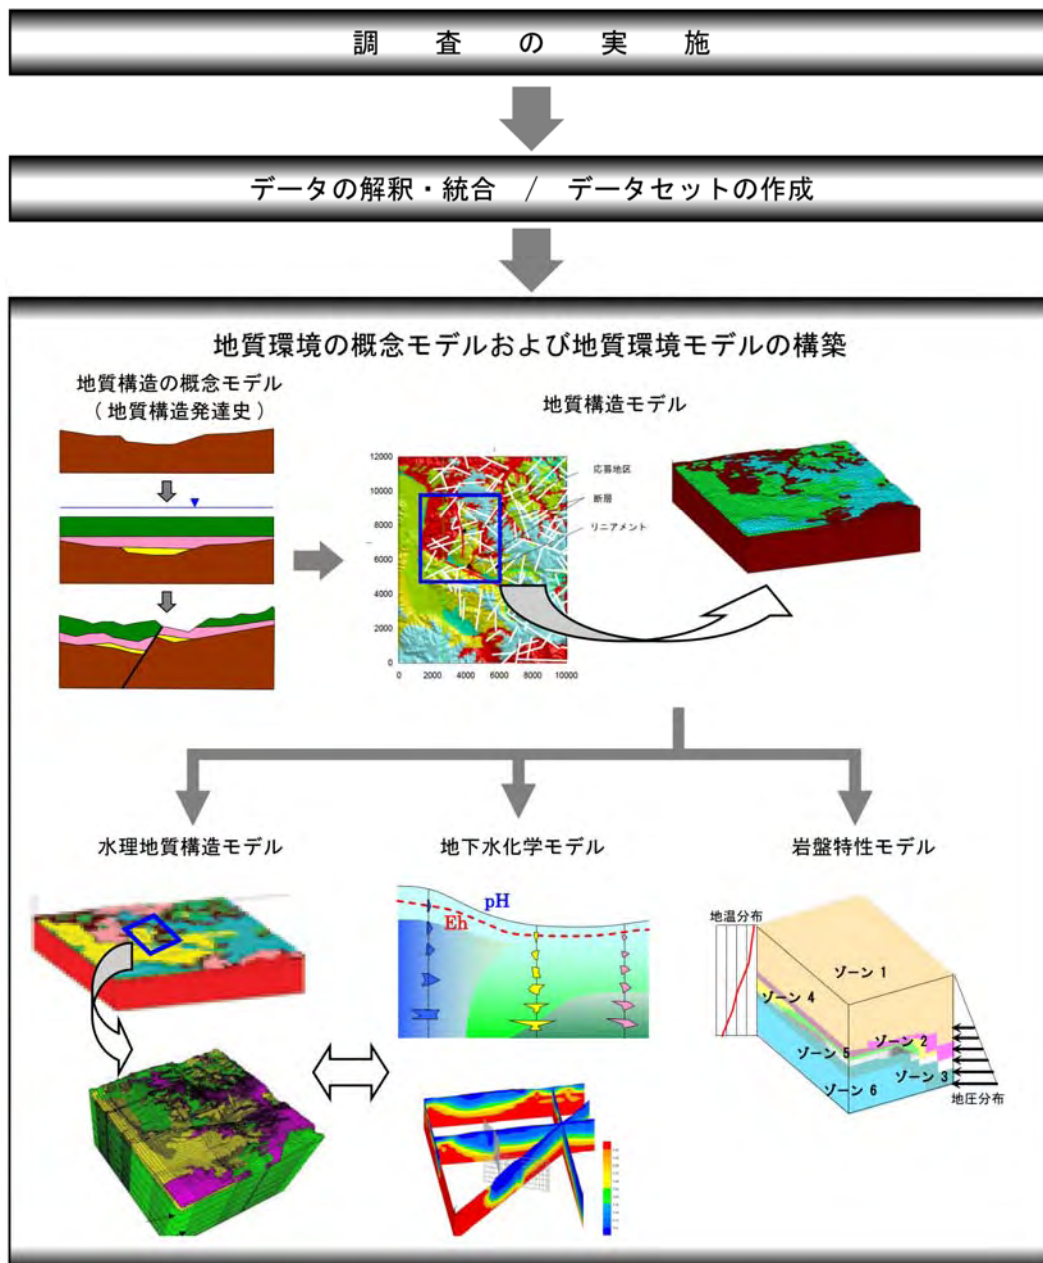 調査の実施
データの解釈・統合 / データセットの作成
地質環境の概念モデルおよび地質環境モデルの構築
地質構造の概念モデル
(地質構造発達史)
地質構造モデル
12000
10000
8000
6000
4000
2000
0
0 2000 4000 6000 8000 10000
応募地区
断層
リニアメント
水理地質構造モデル
地下水化学モデル
岩盤特性モデル
pH
Eh
地温分布
ゾーン 1
ゾーン 4
ゾーン 2
ゾーン 5
ゾーン 3
ゾーン 6
地圧分布